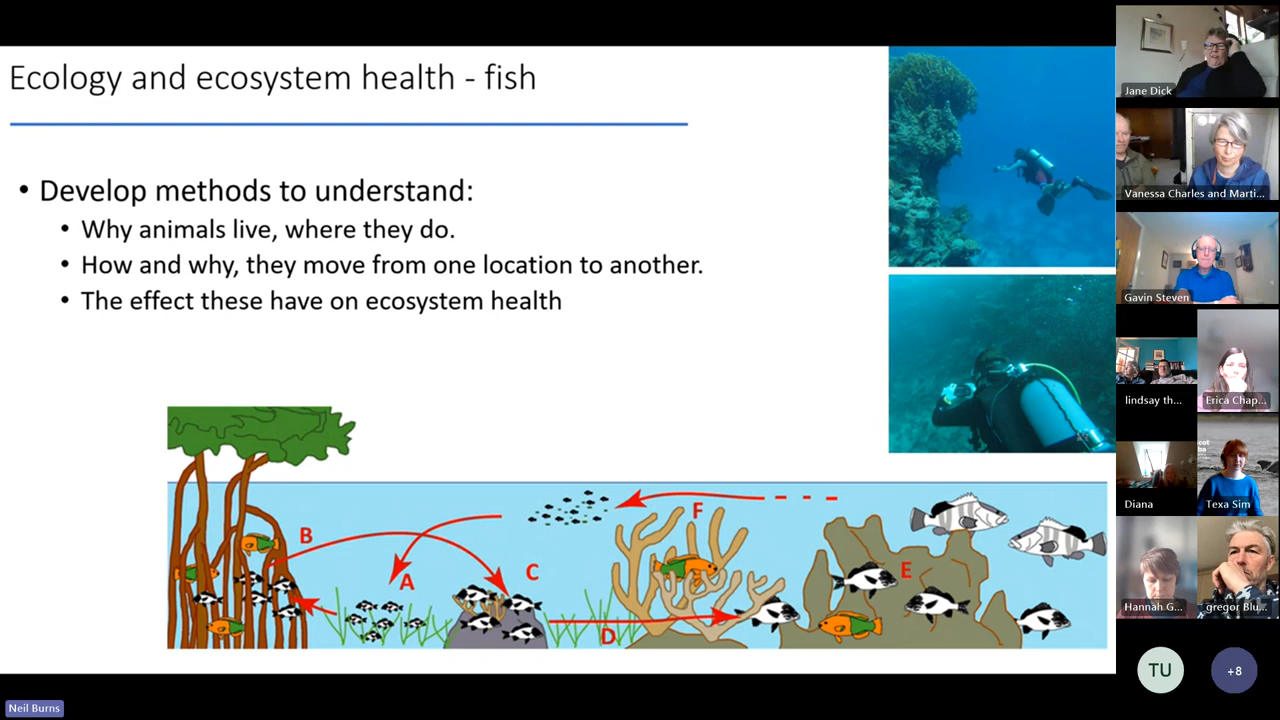 Ecology and ecosystem health - fish
• Develop methods to understand:
• Why animals live, where they do.
• How and why, they move from one location to another.
• The effect these have on ecosystem health
B
A
C
D
F
E
Jane Dick
Vanessa Charles and Marti...
Gavin Steven
lindsay th...
Erica Chap...
Diana
Texa Sim
Hannah G...
gregor Blu...
TU
+8
Neil Burns